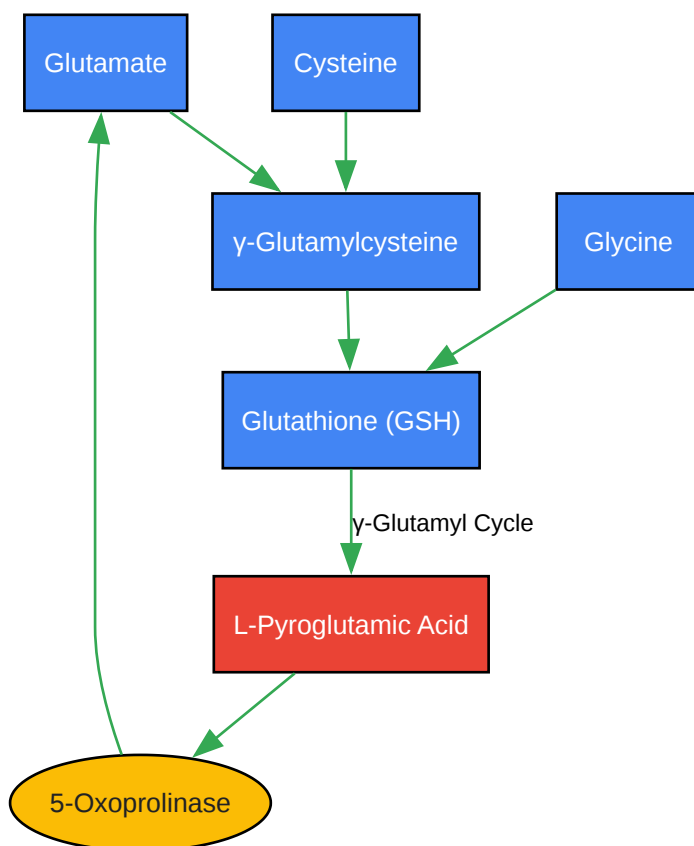 Glutamate
Cysteine
γ-Glutamylcysteine
Glycine
Glutathione (GSH)
γ-Glutamyl Cycle
L-Pyroglutamic Acid
5-Oxoprolinase